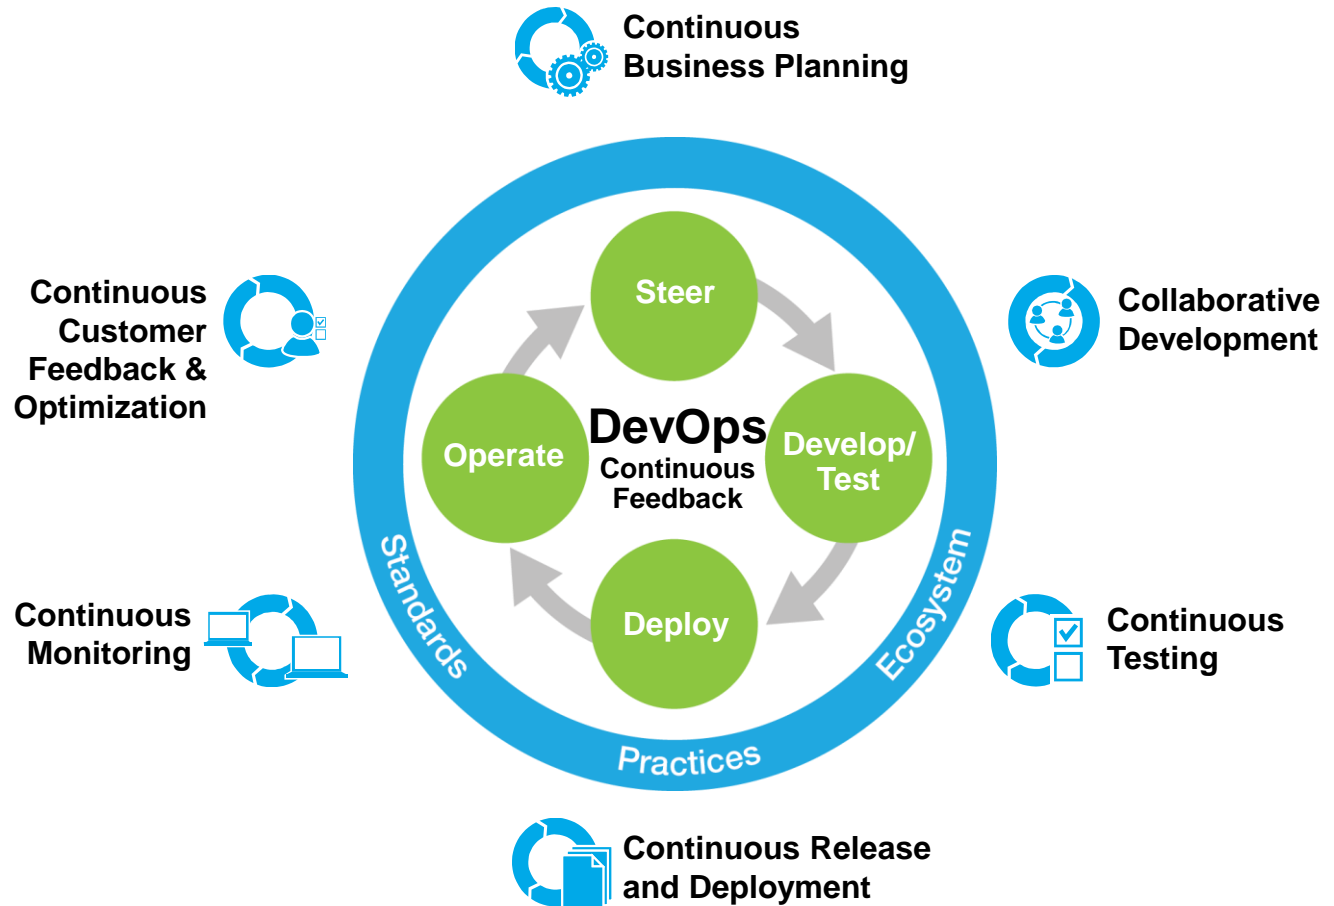 Continuous
Business Planning
Continuous
Customer
Feedback &
Optimization
Steer
Collaborative
Development
Operate
DevOps
Continuous
Feedback
Develop/
Test
Continuous
Monitoring
Standards
Deploy
Ecosystem
Continuous
Testing
Practices
Continuous Release
and Deployment